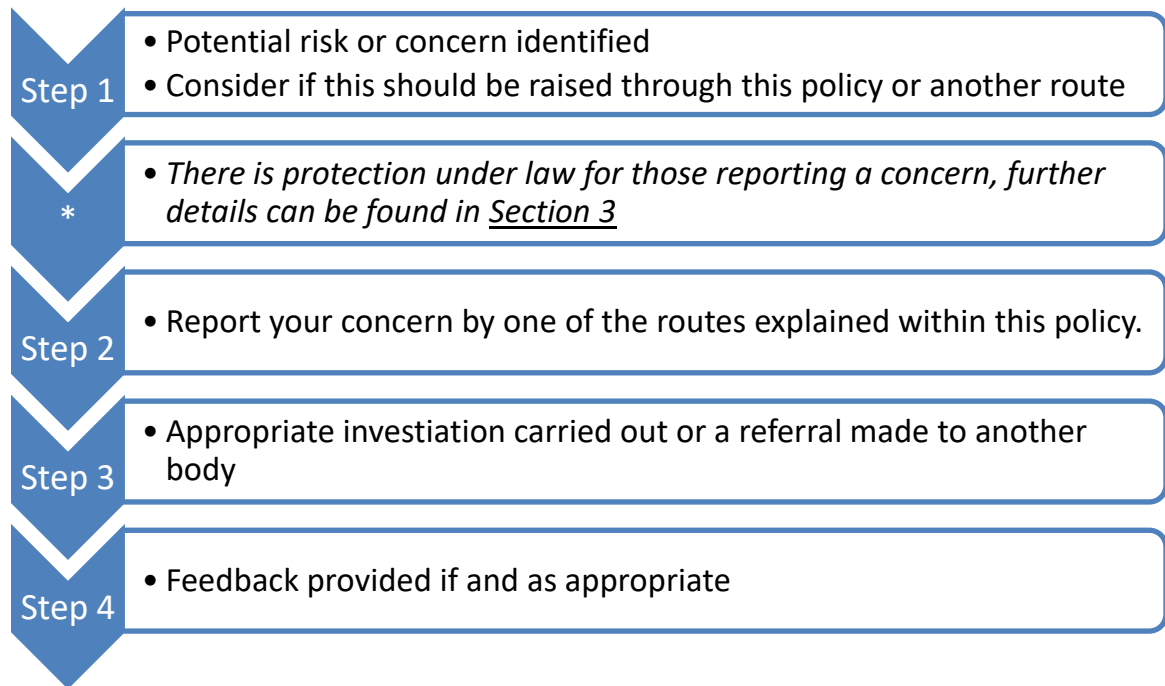 Step 1
• Potential risk or concern identified
• Consider if this should be raised through this policy or another route
*
• There is protection under law for those reporting a concern, further
details can be found in Section 3
Step 2
• Report your concern by one of the routes explained within this policy.
Step 3
• Appropriate investiation carried out or a referral made to another
body
Step 4
• Feedback provided if and as appropriate